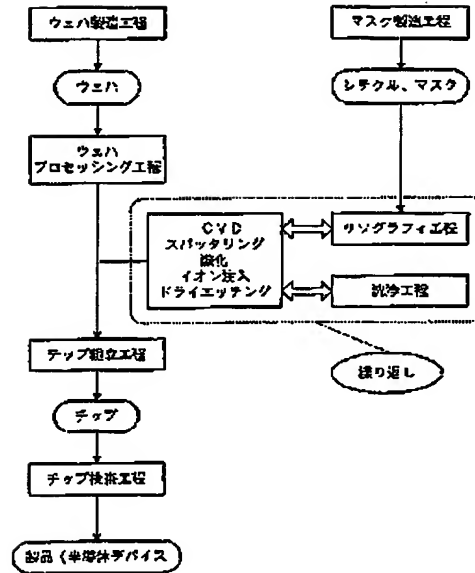 ウェハ製造工程
マスク製造工程
ウェハ
レチクル、マスク
ウェハ
プロセッシング工程
CVD
スパッタリング
酸化
イオン注入
ドライエッチング
リソグラフィ工程
洗浄工程
チップ組立工程
繰り返し
チップ
チップ検査工程
製品（半導体デバイス